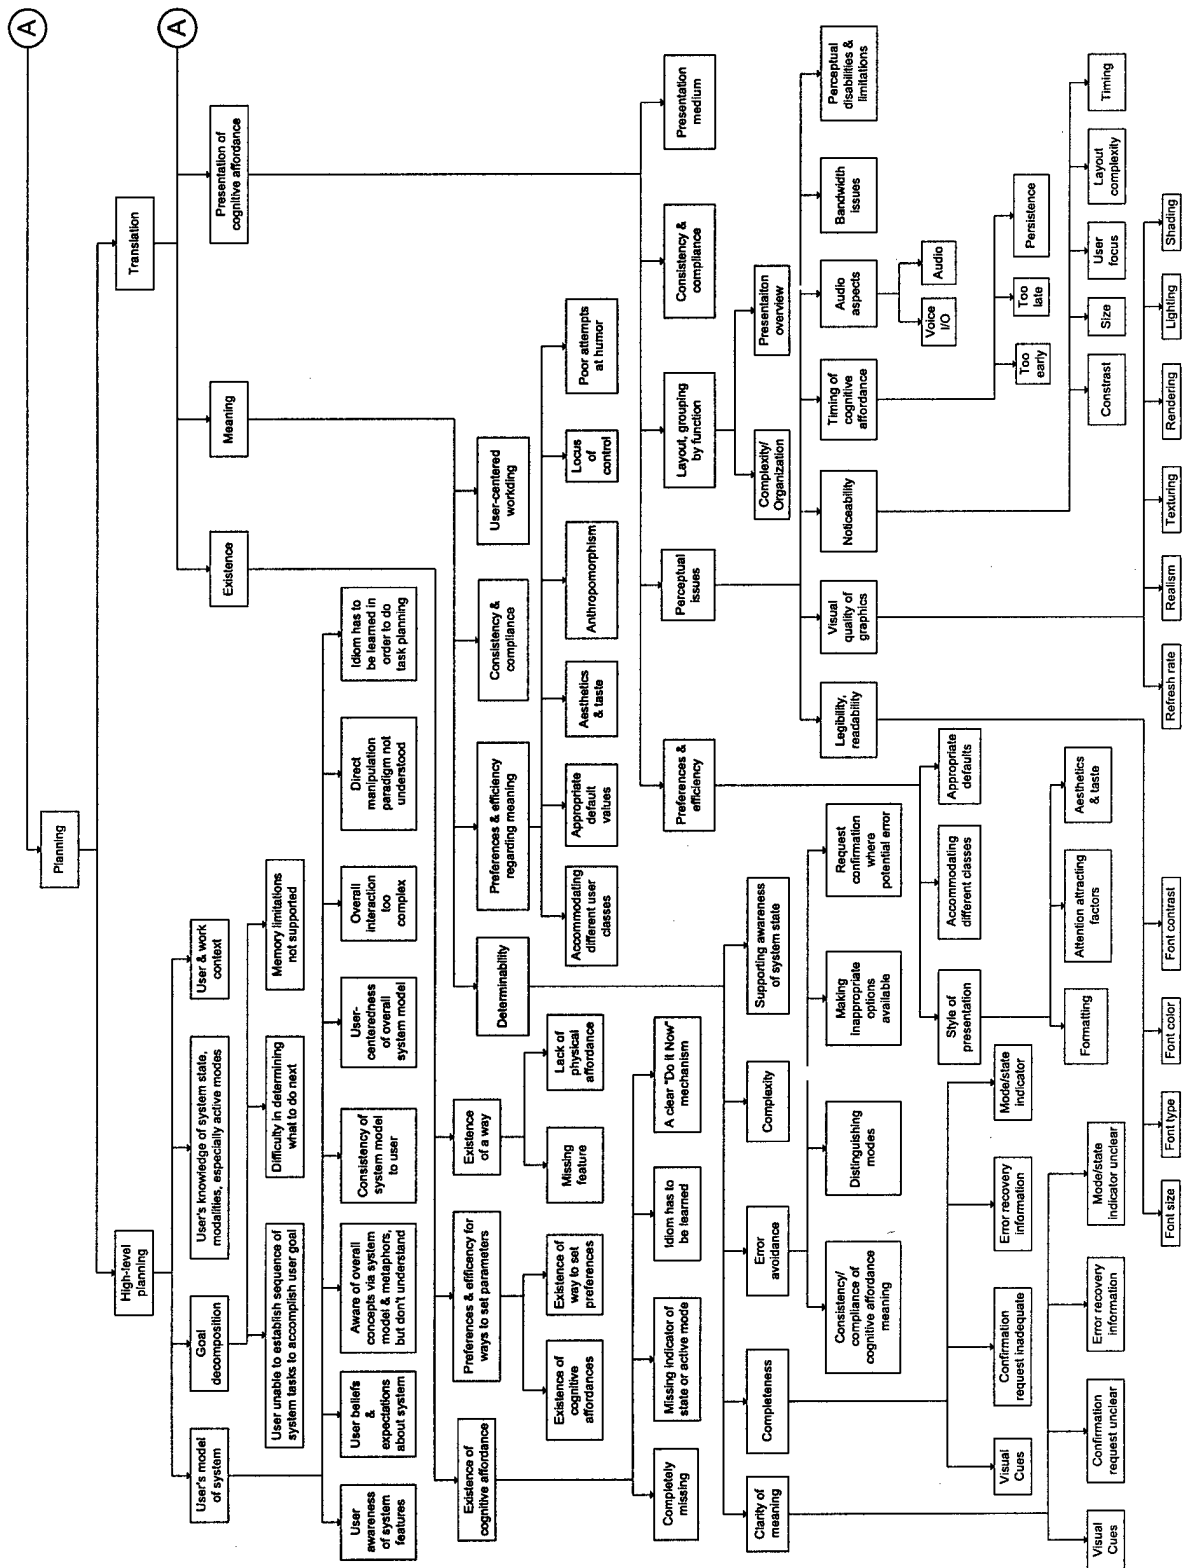 A
A
Planning
Translation
High-level
planning
Presentation of
cognitive affordance
Meaning
Existence
User & work
context
User's knowledge of system state,
modalities, especially active modes
Goal
decomposition
User's model
of system
Memory limitations
not supported
Difficulty in determining
what to do next
User unable to establish sequence of
system tasks to accomplish user goal
Idiom has to
be learned in
order to do
task planning
Direct
manipulation
paradigm not
understood
Overall
interaction
too
complex
User-
centeredness
of overall
system model
Consistency of
system model
to user
Aware of overall
concepts via system
model & metaphors,
but don't understand
User beliefs
&
expectations
about system
User
awareness
of system
features
User-centered
workding
Consistency &
compliance
Preferences & efficiency
regarding meaning
Determinability
Existence
of a way
Preferences & efficency for
ways to set parameters
Existence of
cognitive affordance
Poor attempts
at humor
Locus
of
control
Anthropomorphism
Aesthetics
& taste
Appropriate
default
values
Accommodating
different user
classes
Lack of
physical
affordance
Missing
feature
Existence of
way to set
preferences
Existence of
cognitive
affordances
Presentation
medium
Consistency &
compliance
Layout, grouping
by function
Perceptual
issues
Preferences &
efficiency
A clear "Do it Now"
mechanism
Idiom has to
be learned
Missing indicator of
state or active mode
Completely
missing
Presentaiton
overview
Complexity/
Organization
Supporting awareness
of system state
Complexity
Error
avoidance
Completeness
Clarity of
meaning
Perceptual
disabilities &
limitations
Bandwidth
issues
Audio
aspects
Timing of
cognitive
affordance
Noticeability
Visual
quality of
graphics
Legibility,
readability
Request
confirmation
where
potential error
Making
inappropriate
options
available
Distinguishing
modes
Consistency/
compliance of
cognitive affordance
meaning
Audio
Voice
I/O
Appropriate
defaults
Accommodating
different classes
Style of
presentation
Persistence
Too
late
Too
early
Mode/state
indicator
Error recovery
information
Confirmation
request inadequate
Visual
Cues
Aesthetics
& taste
Attention attracting
factors
Formatting
Timing
Layout
complexity
User
focus
Size
Constrast
Mode/state
indicator unclear
Error recovery
information
Confirmation
request unclear
Visual
Cues
Shading
Lighting
Rendering
Texturing
Realism
Refresh rate
Font contrast
Font color
Font type
Font size